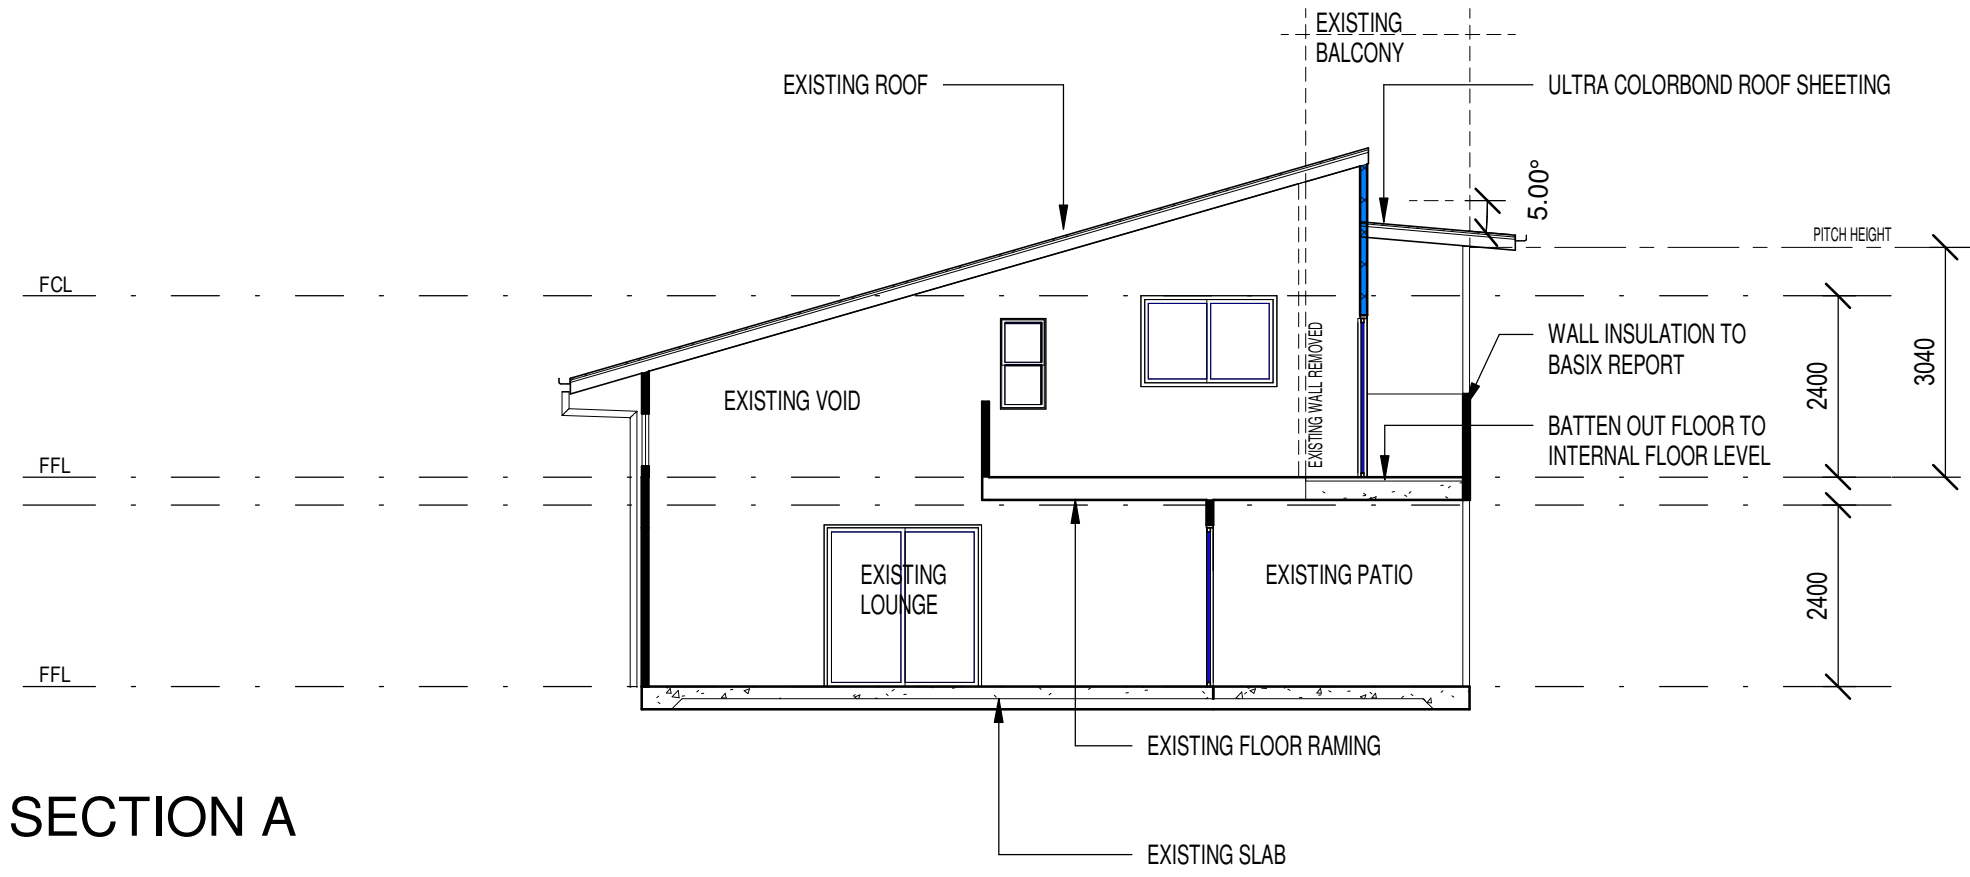 EXISTING
BALCONY
EXISTING ROOF
ULTRA COLORBOND ROOF SHEETING
5.00°
PITCH HEIGHT
FCL
WALL INSULATION TO
BASIX REPORT
EXISTING WALL REMOVED
2400
3040
EXISTING VOID
BATTEN OUT FLOOR TO
INTERNAL FLOOR LEVEL
FFL
EXISTING
LOUNGE
EXISTING PATIO
2400
FFL
EXISTING FLOOR RAMING
SECTION A
EXISTING SLAB